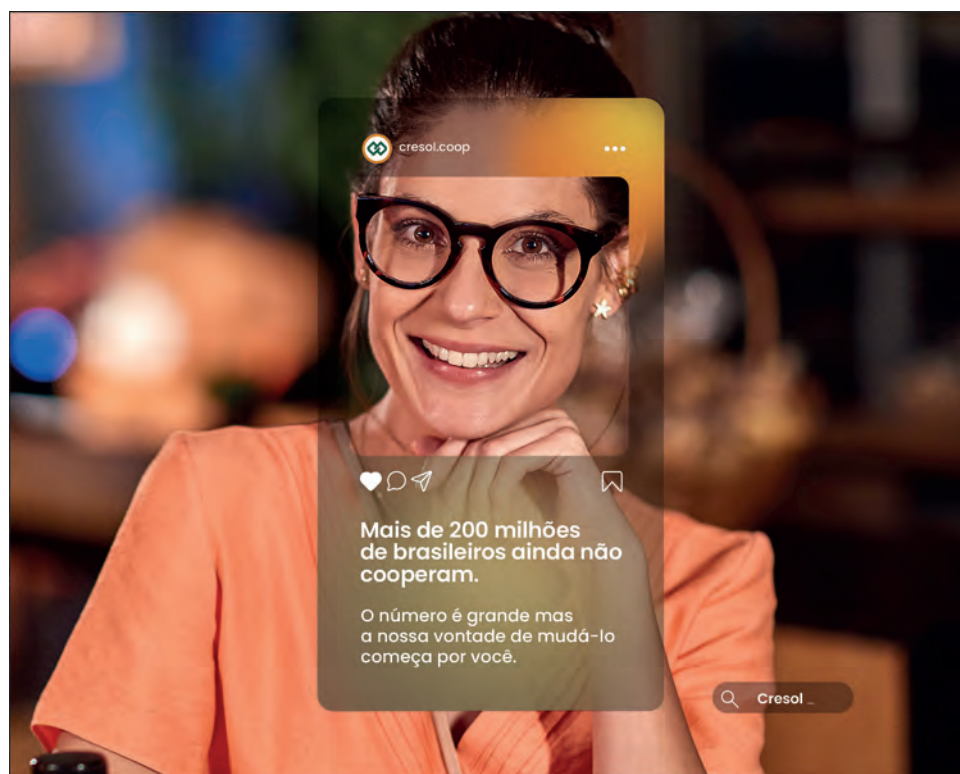 cresol.coop
Mais de 200 milhões
de brasileiros ainda não
cooperam.
O número é grande mas
a nossa vontade de mudá-lo
começa por você.
Cresol _